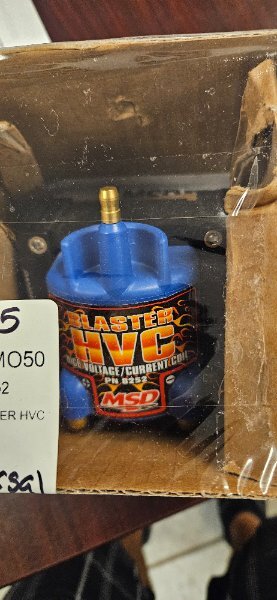 5
MO50
52
ER HVC
BLASTER
HVC
HIGH VOLTAGE/CURRENT COIL
PN 8252
MSD